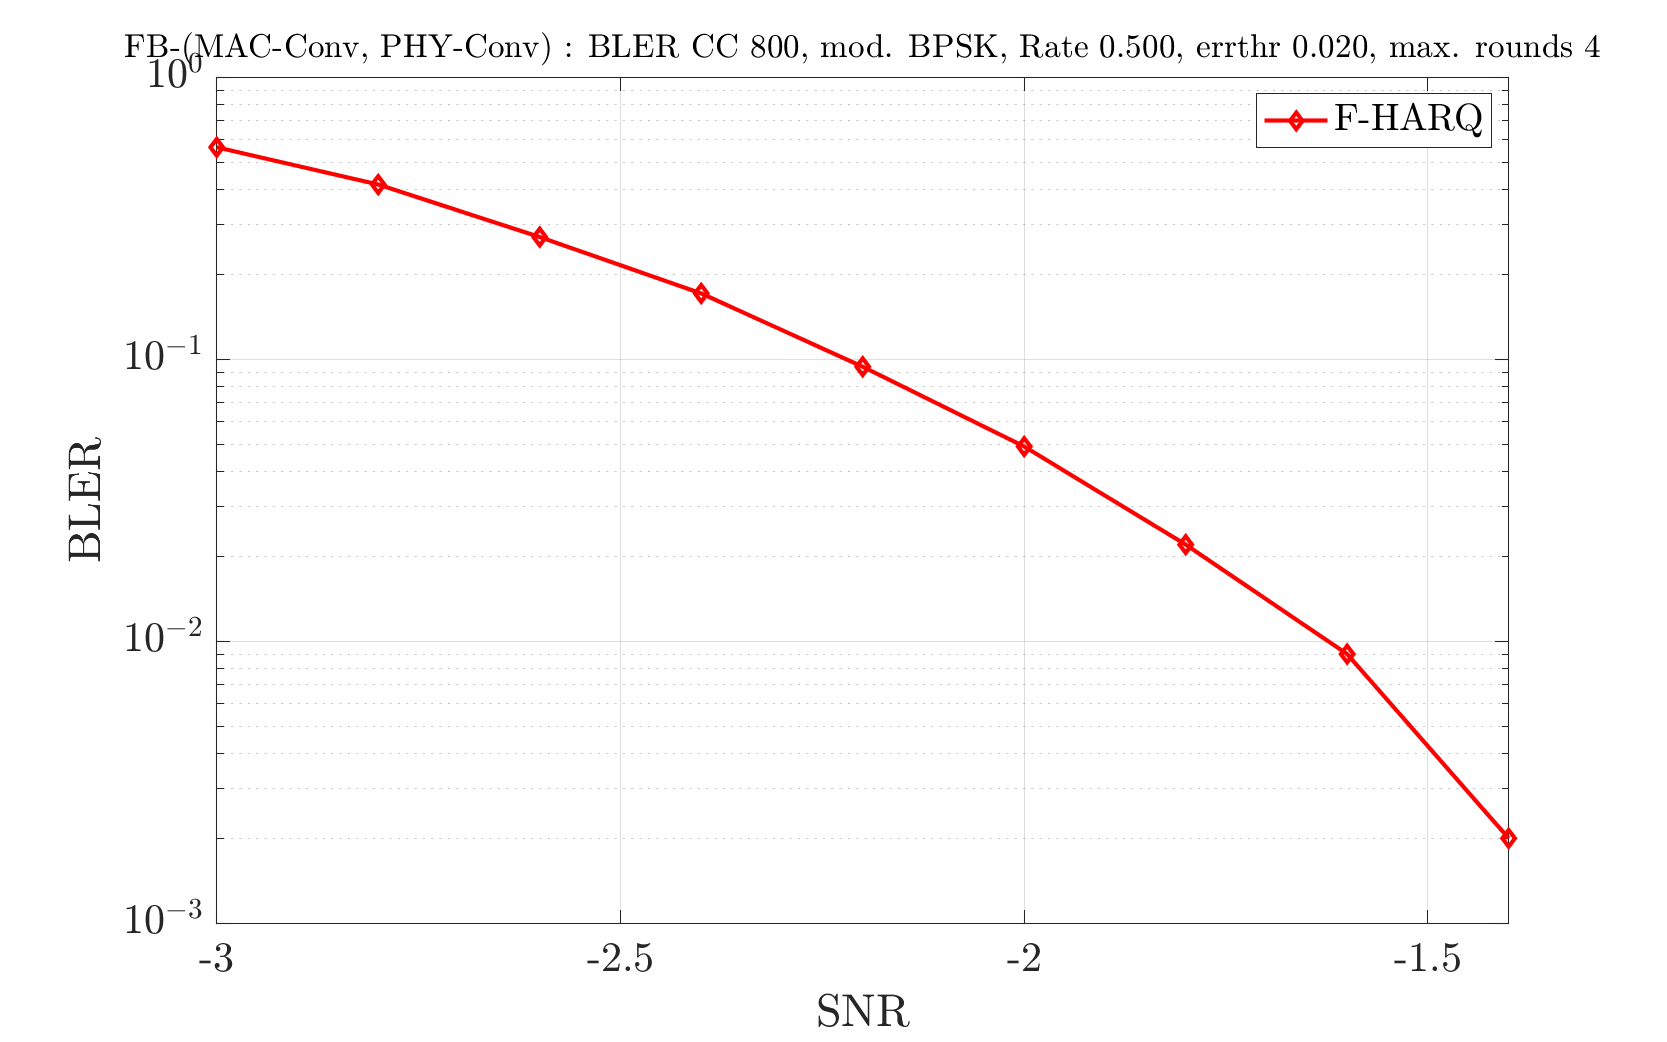 FB-(MAC-Conv, PHY-Conv) : BLER CC 800, mod. BPSK, Rate 0.500, errthr 0.020, max. rounds 4
10^0
F-HARQ
10^−1
BLER
10^−2
10^−3
-3 -2.5 -2 -1.5
SNR